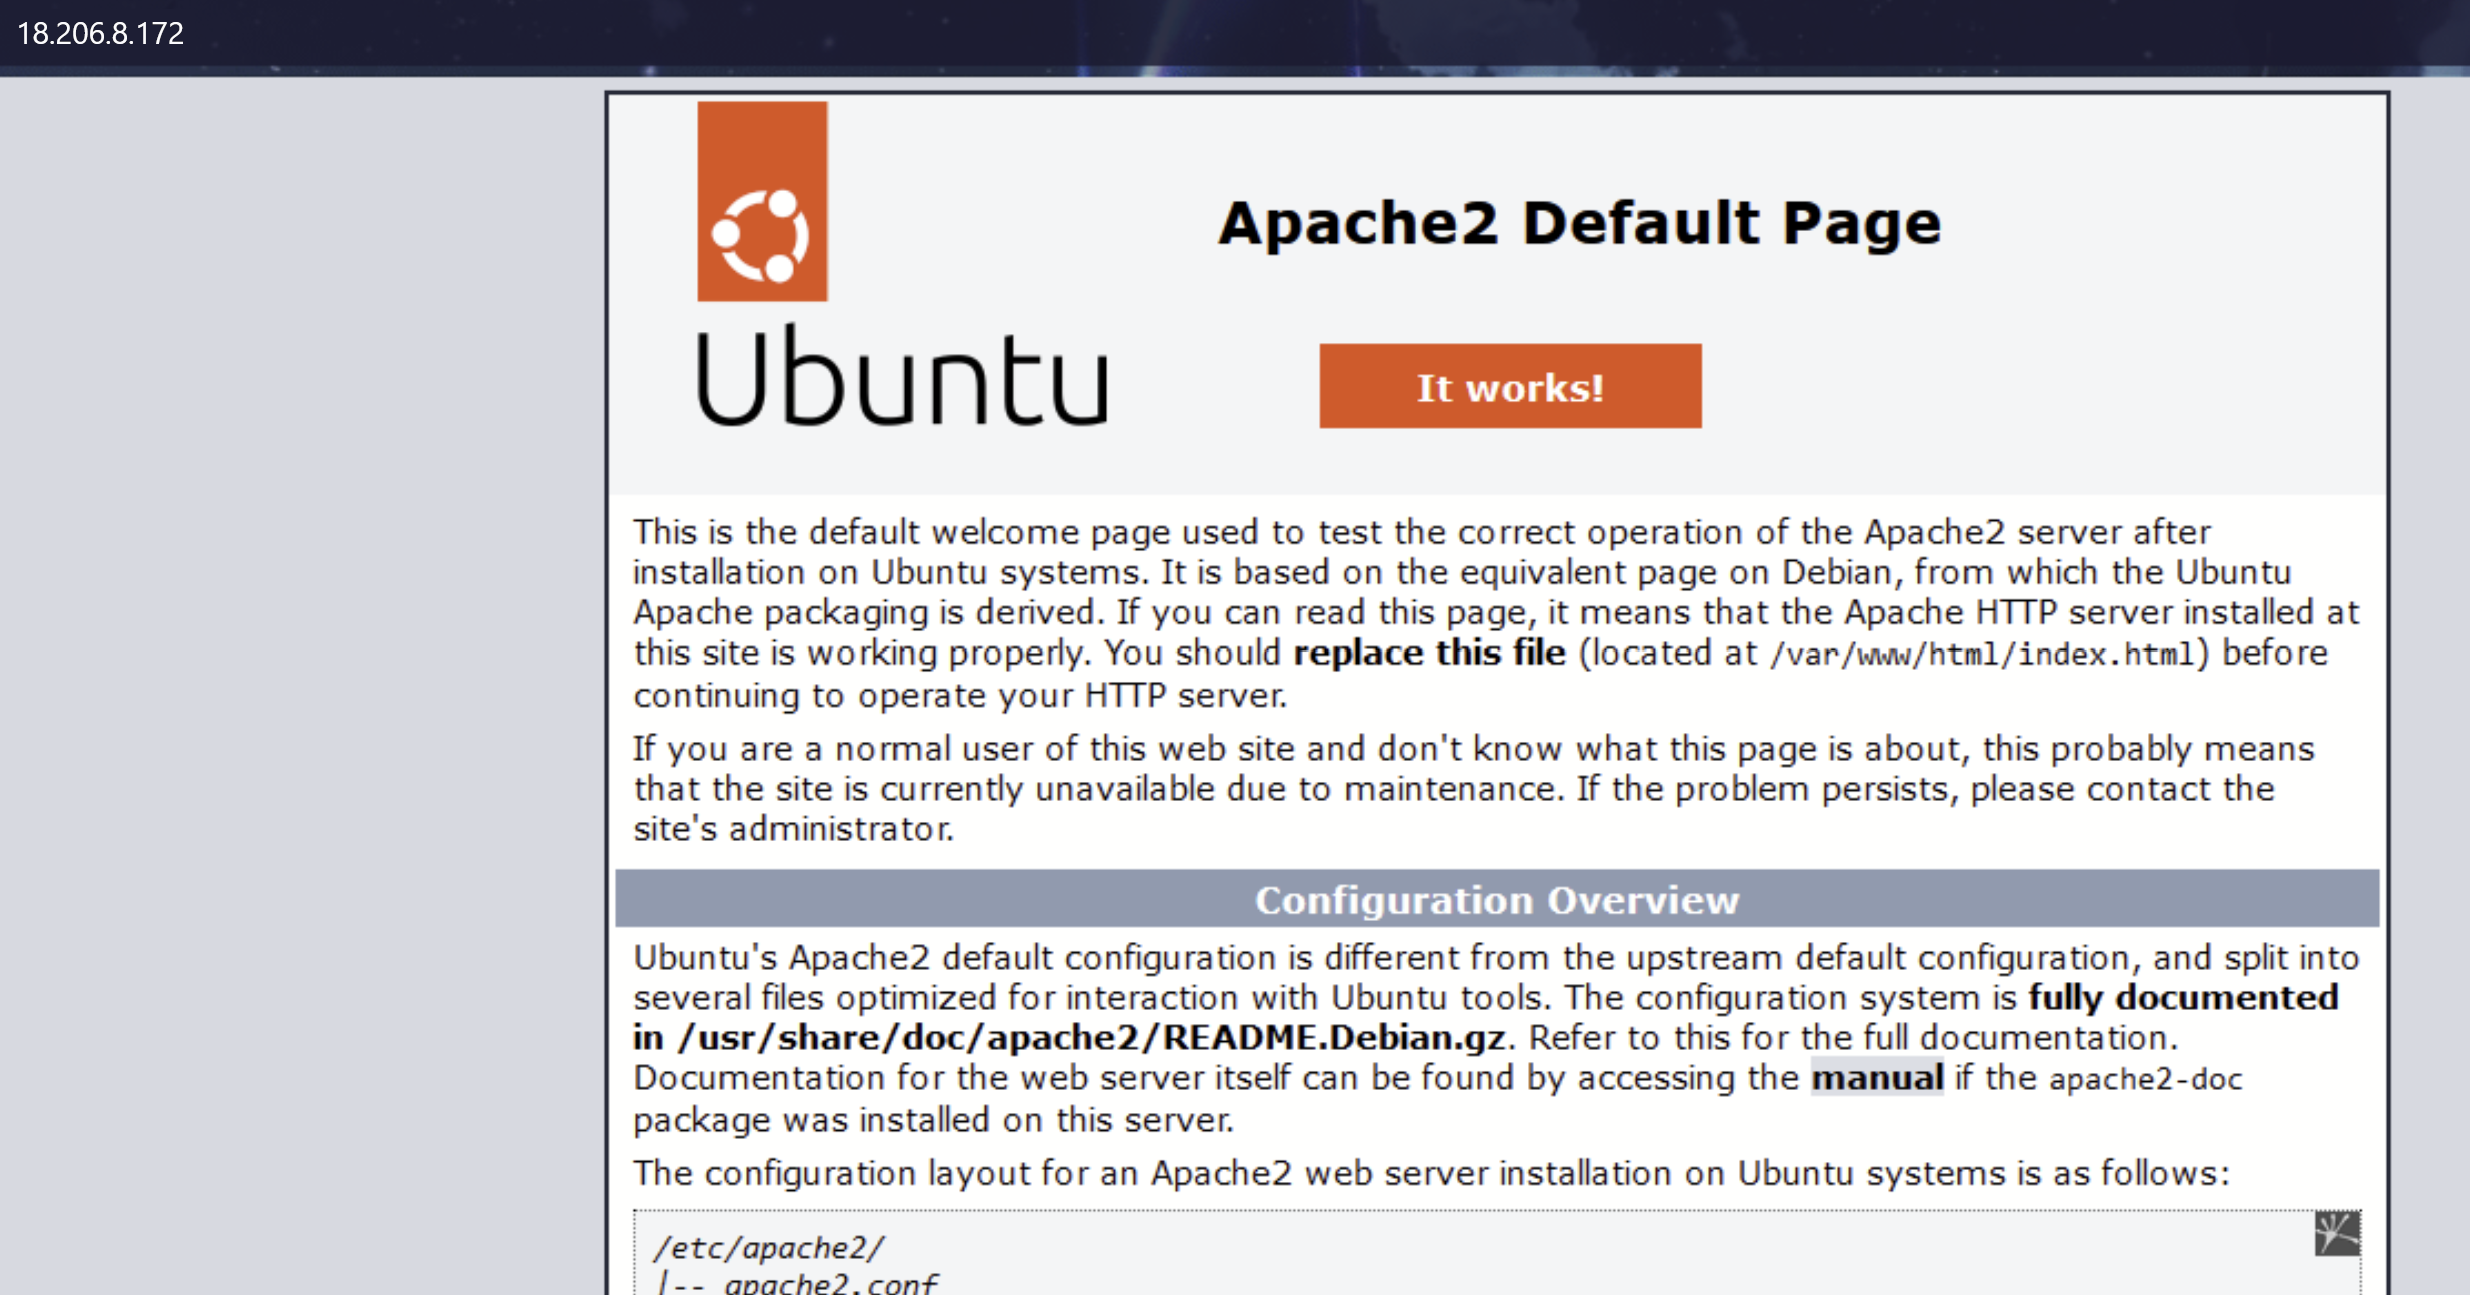 18.206.8.172
Apache2 Default Page
Ubuntu
It works!
This is the default welcome page used to test the correct operation of the Apache2 server after
installation on Ubuntu systems. It is based on the equivalent page on Debian, from which the Ubuntu
Apache packaging is derived. If you can read this page, it means that the Apache HTTP server installed at
this site is working properly. You should replace this file (located at /var/www/html/index.html) before
continuing to operate your HTTP server.
If you are a normal user of this web site and don't know what this page is about, this probably means
that the site is currently unavailable due to maintenance. If the problem persists, please contact the
site's administrator.
Configuration Overview
Ubuntu's Apache2 default configuration is different from the upstream default configuration, and split into
several files optimized for interaction with Ubuntu tools. The configuration system is fully documented
in /usr/share/doc/apache2/README.Debian.gz. Refer to this for the full documentation.
Documentation for the web server itself can be found by accessing the manual if the apache2-doc
package was installed on this server.
The configuration layout for an Apache2 web server installation on Ubuntu systems is as follows:
/etc/apache2/
|-- apache2.conf